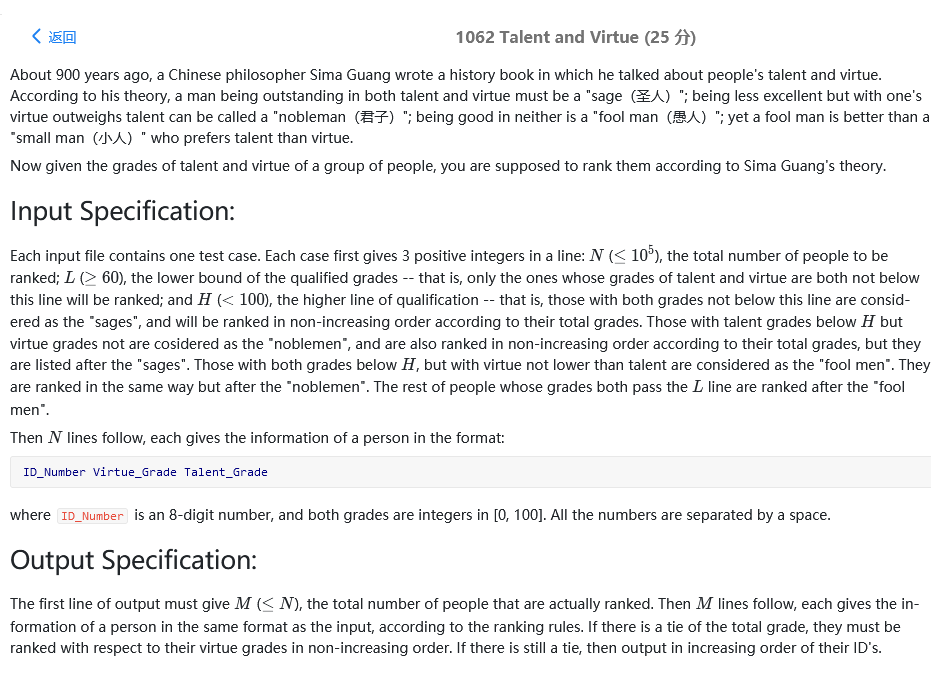 返回
1062 Talent and Virtue (25 分)
About 900 years ago, a Chinese philosopher Sima Guang wrote a history book in which he talked about people's talent and virtue.
According to his theory, a man being outstanding in both talent and virtue must be a "sage（圣人）"; being less excellent but with one's
virtue outweighs talent can be called a "nobleman（君子）"; being good in neither is a "fool man（愚人）"; yet a fool man is better than a
"small man（小人）" who prefers talent than virtue.
Now given the grades of talent and virtue of a group of people, you are supposed to rank them according to Sima Guang's theory.
Input Specification:
Each input file contains one test case. Each case first gives 3 positive integers in a line: N (≤ 10^5), the total number of people to be
ranked; L (≥ 60), the lower bound of the qualified grades -- that is, only the ones whose grades of talent and virtue are both not below
this line will be ranked; and H (< 100), the higher line of qualification -- that is, those with both grades not below this line are consid-
ered as the "sages", and will be ranked in non-increasing order according to their total grades. Those with talent grades below H but
virtue grades not are cosidered as the "noblemen", and are also ranked in non-increasing order according to their total grades, but they
are listed after the "sages". Those with both grades below H, but with virtue not lower than talent are considered as the "fool men". They
are ranked in the same way but after the "noblemen". The rest of people whose grades both pass the L line are ranked after the "fool
men".
Then N lines follow, each gives the information of a person in the format:
ID_Number Virtue_Grade Talent_Grade
where ID_Number is an 8-digit number, and both grades are integers in [0, 100]. All the numbers are separated by a space.
Output Specification:
The first line of output must give M (≤ N), the total number of people that are actually ranked. Then M lines follow, each gives the in-
formation of a person in the same format as the input, according to the ranking rules. If there is a tie of the total grade, they must be
ranked with respect to their virtue grades in non-increasing order. If there is still a tie, then output in increasing order of their ID's.